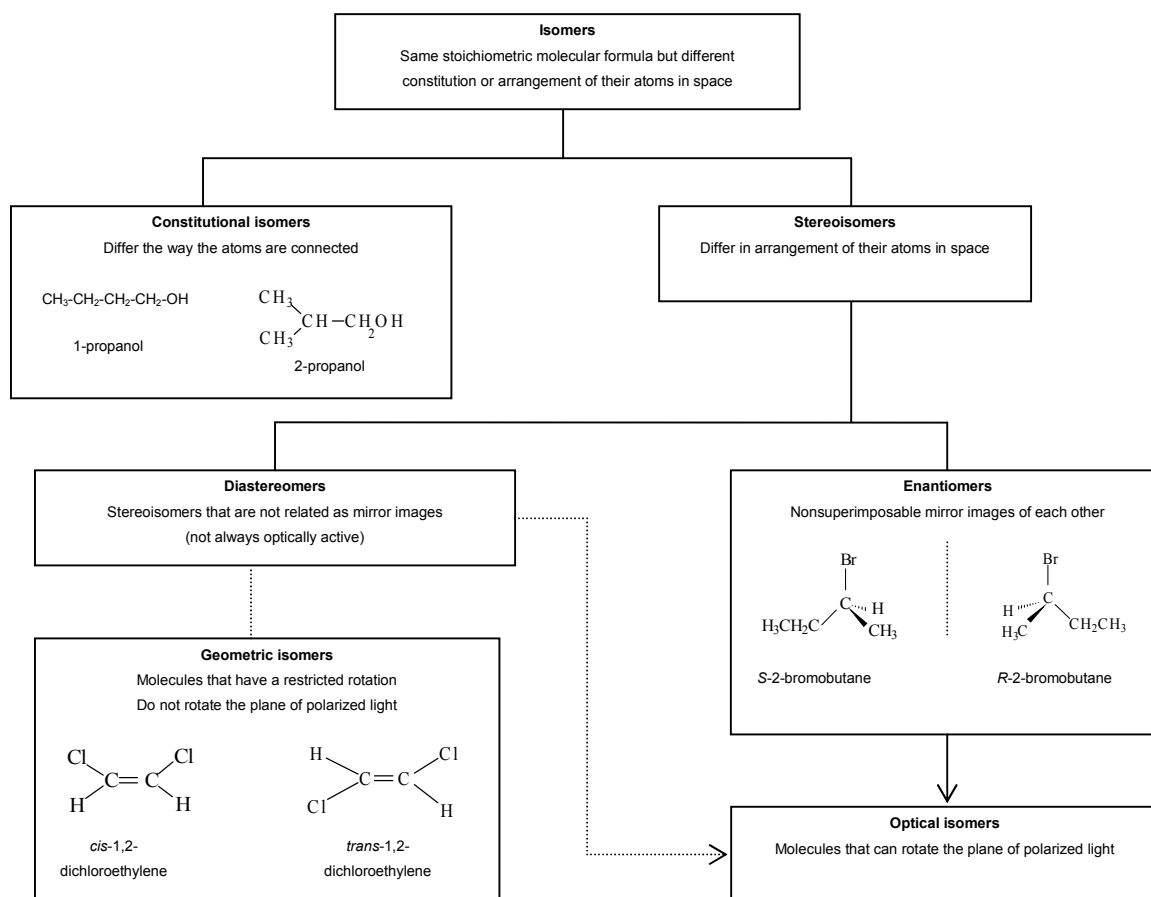 Isomers
Same stoichiometric molecular formula but different
constitution or arrangement of their atoms in space
Constitutional isomers
Differ the way the atoms are connected
CH₃-CH₂-CH₂-CH₂-OH
1-propanol
CH₃
CH₃
CH—CH₂OH
2-propanol
Stereoisomers
Differ in arrangement of their atoms in space
Diastereomers
Stereoisomers that are not related as mirror images
(not always optically active)
Geometric isomers
Molecules that have a restricted rotation
Do not rotate the plane of polarized light
Cl Cl
C=C
H H
cis-1,2-
dichloroethylene
H Cl
C=C
Cl H
trans-1,2-
dichloroethylene
Enantiomers
Nonsuperimposable mirror images of each other
Br
C H
H₃CH₂C CH₃
S-2-bromobutane
Br
H C
H₃C CH₂CH₃
R-2-bromobutane
Optical isomers
Molecules that can rotate the plane of polarized light